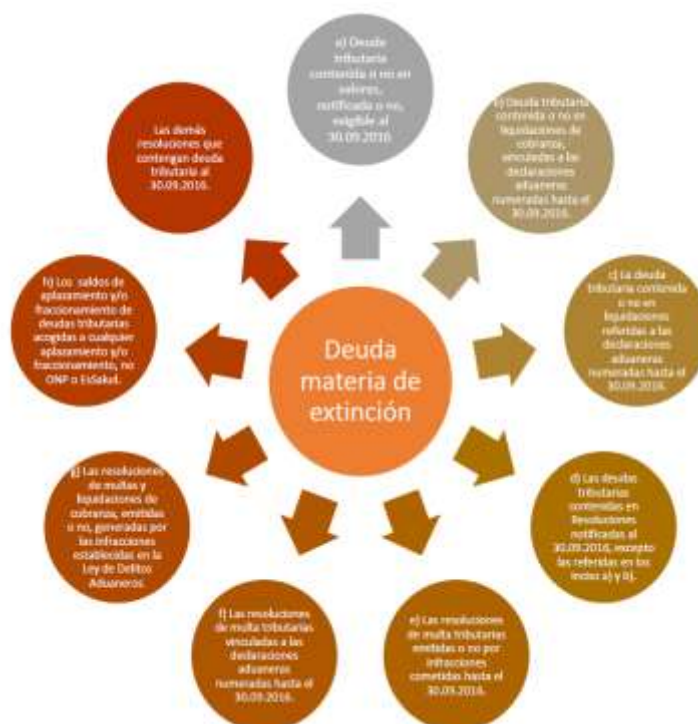 Deuda
materia de
extinción
a) Deuda
tributaria
contenida o no en
valores,
notificada o no,
exigible al
30.09.2016
b) Deuda tributaria
contenida o no en
liquidaciones de
cobranza,
vinculadas a las
declaraciones
aduaneras
numeradas hasta el
30.09.2016.
c) La deuda
tributaria contenida
o no en
liquidaciones
referidas a las
declaraciones
aduaneras
numeradas hasta el
30.09.2016.
d) Las deudas
tributarias
contenidas en
Resoluciones
notificadas al
30.09.2016, excepto
las referidas en los
inciso a) y b).
e) Las resoluciones
de multa tributarias
emitidas o no por
infracciones
cometidas hasta el
30.09.2016.
f) Las resoluciones
de multa tributarias
vinculadas a las
declaraciones
aduaneras
numeradas hasta el
30.09.2016.
g) Las resoluciones
de multas y
liquidaciones de
cobranza, emitidas
o no, generadas por
las infracciones
establecidas en la
Ley de Delitos
Aduaneros.
h) Los saldos de
aplazamiento y/o
fraccionamiento de
deudas tributarias
acogidas a cualquier
aplazamiento y/o
fraccionamiento, no
ONP o EsSalud.
Las demás
resoluciones que
contengan deuda
tributaria al
30.09.2016.